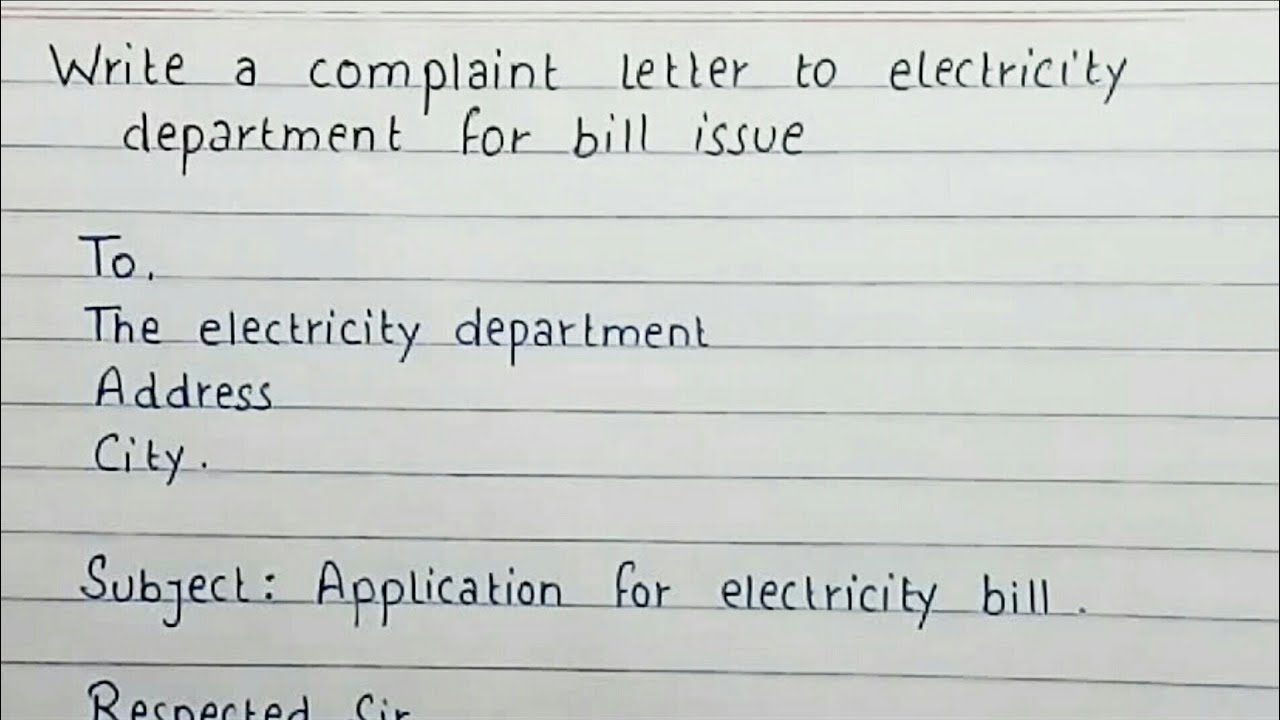 Write a complaint letter to electricity
department for bill issue
To,
The electricity department
Address
City.
Subject: Application for electricity bill.
Respected Sir